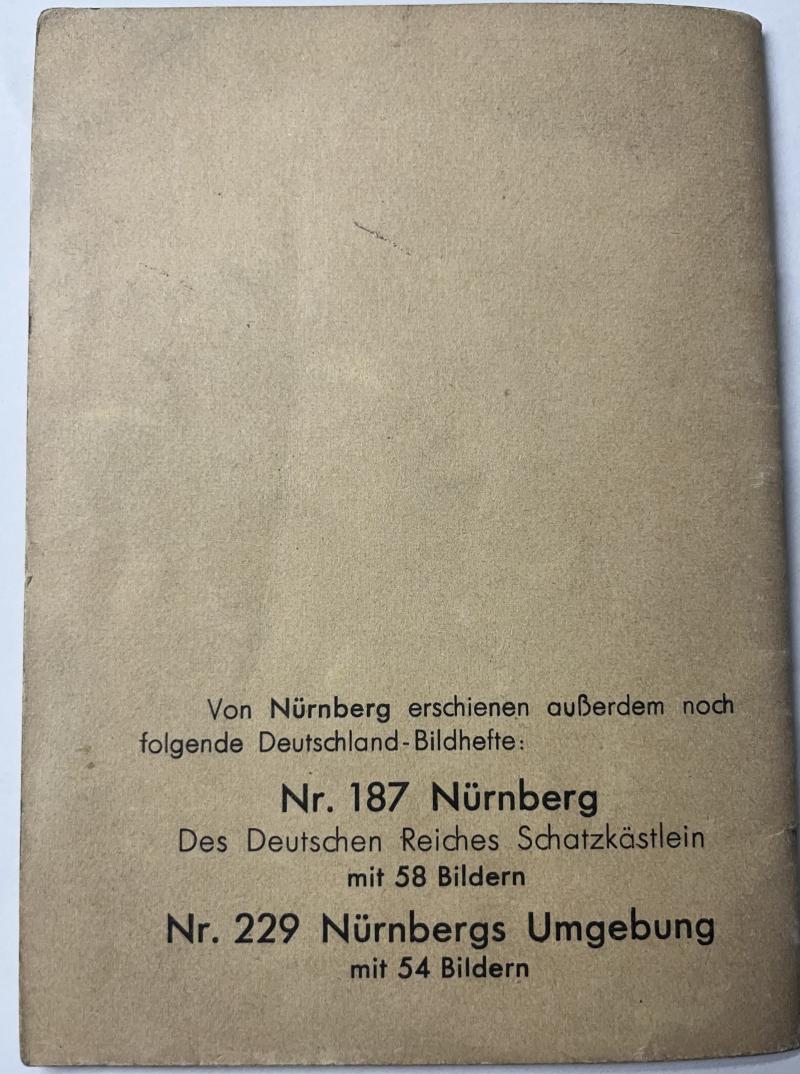 Von Nürnberg erschienen außerdem noch
folgende Deutschland-Bildhefte:
Nr. 187 Nürnberg
Des Deutschen Reiches Schatzkästlein
mit 58 Bildern
Nr. 229 Nürnbergs Umgebung
mit 54 Bildern